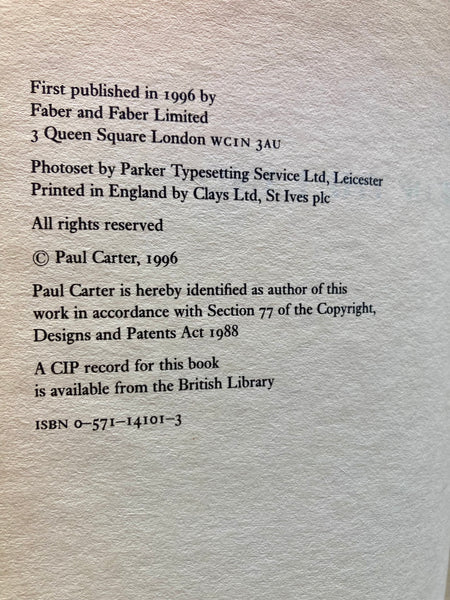 First published in 1996 by
Faber and Faber Limited
3 Queen Square London WC1N 3AU
Photoset by Parker Typesetting Service Ltd, Leicester
Printed in England by Clays Ltd, St Ives plc
All rights reserved
© Paul Carter, 1996
Paul Carter is hereby identified as author of this
work in accordance with Section 77 of the Copyright,
Designs and Patents Act 1988
A CIP record for this book
is available from the British Library
ISBN 0–571–14101–3